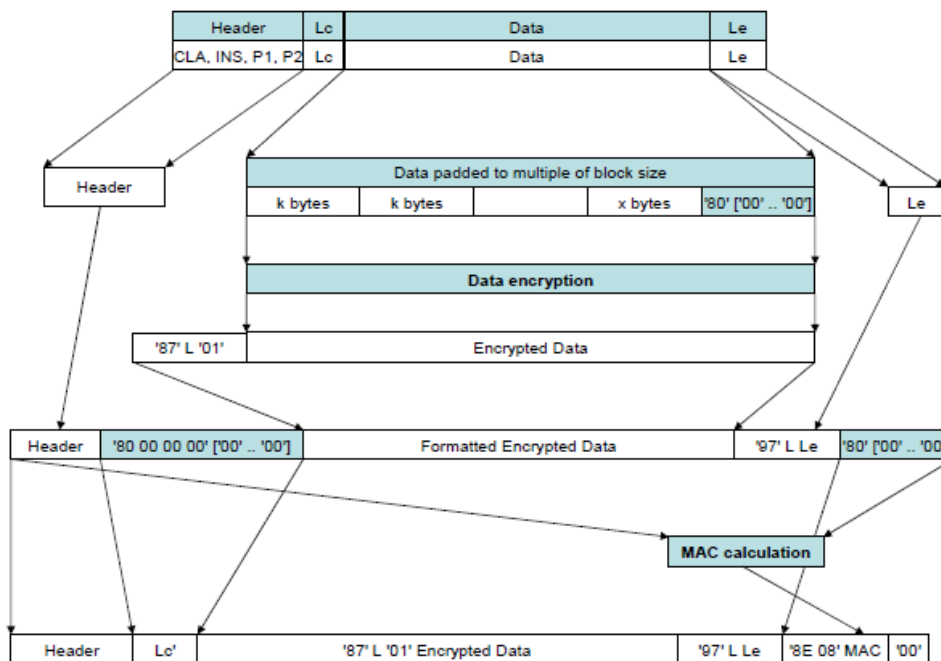 Header Lc Data Le
CLA, INS, P1, P2 Lc Data Le
Data padded to multiple of block size
Header
k bytes k bytes x bytes '80' ['00' .. '00']
Le
Data encryption
'87' L '01' Encrypted Data
Header '80 00 00 00' ['00' .. '00'] Formatted Encrypted Data '97' L Le '80' ['00' .. '00
MAC calculation
Header Lc' '87' L '01' Encrypted Data '97' L Le '8E 08' MAC '00'